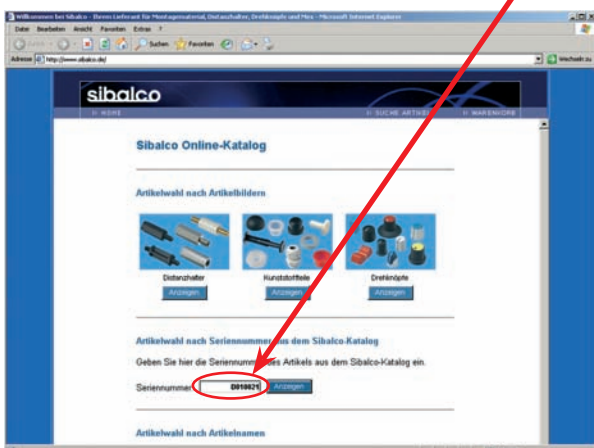 Willkommen bei Sibalco - Ihrem Lieferant für Montagematerial, Distanzhalter, Drehknöpfe und Mex - Microsoft Internet Explorer
Datei Bearbeiten Ansicht Favoriten Extras ?
Zurück Suchen Favoriten
Adresse http://www.sibalco.de/ Wechseln zu
sibalco
HOME SUCHE ARTIKEL WARENKORB
Sibalco Online-Katalog
Artikelwahl nach Artikelbildern
Distanzhalter Kunststoffteile Drehknöpfe
Anzeigen Anzeigen Anzeigen
Artikelwahl nach Seriennummer aus dem Sibalco-Katalog
Geben Sie hier die Seriennummer des Artikels aus dem Sibalco-Katalog ein.
Seriennummer D010021 Anzeigen
Artikelwahl nach Artikelnamen